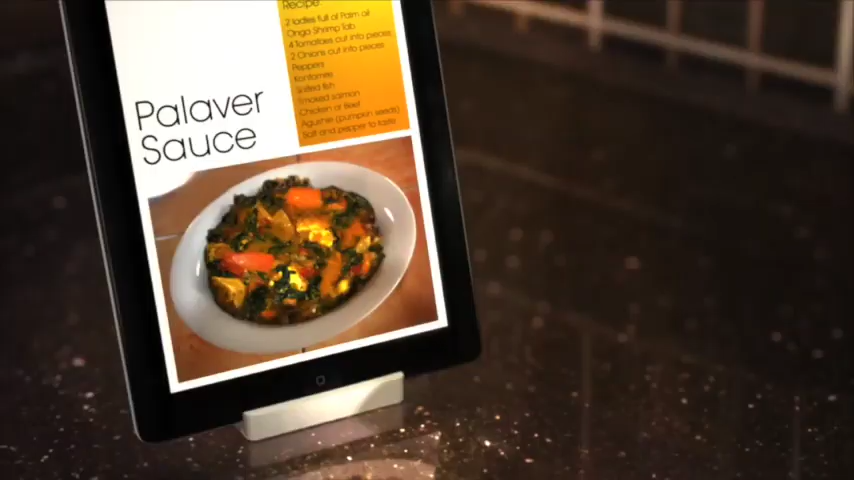 Recipe
2 ladles full of Palm oil
Onga Shrimp Tab
4 Tomatoes cut into pieces
2 Onions cut into pieces
Peppers
Kontomire
Salted fish
Smoked salmon
Chicken or Beef
Agushie (pumpkin seeds)
Salt and pepper to taste
Palaver
Sauce